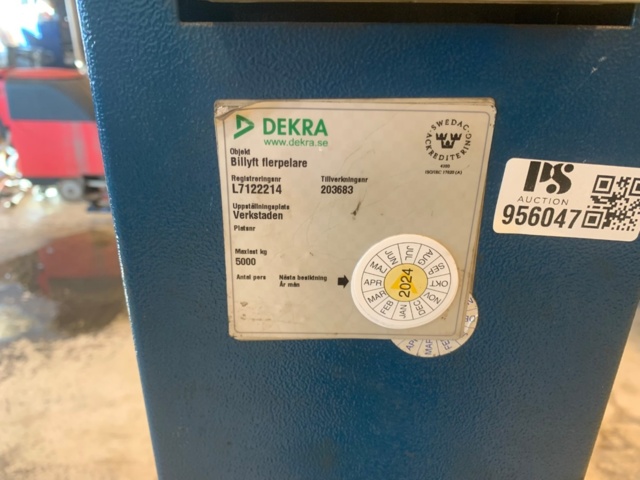 DEKRA
www.dekra.se
SWEDAC
ACKREDITERING
Objekt
Billyft flerpelare
Registreringsnr Tillverkningsnr
L7122214 203683
Uppställningsplats
Verkstaden
Platsnr
Maxlast kg
5000
Antal pers Nästa besiktning
År mån
2024
JAN FEB MAR APR MAJ JUN JUL AUG SEP OKT NOV DEC
PS
AUCTION
956047